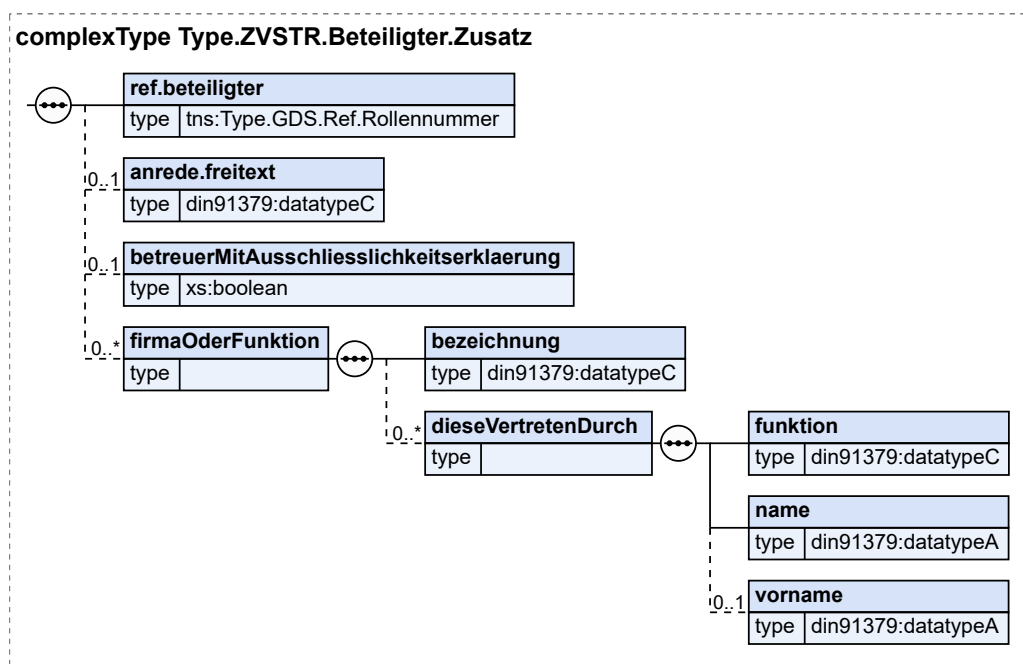 complexType Type.ZVSTR.Beteiligter.Zusatz
ref.beteiligter
type tns:Type.GDS.Ref.Rollennummer
0..1 anrede.freitext
type din91379:datatypeC
0..1 betreuerMitAusschliesslichkeitserklaerung
type xs:boolean
0..* firmaOderFunktion
type
bezeichnung
type din91379:datatypeC
0..* dieseVertretenDurch
type
funktion
type din91379:datatypeC
name
type din91379:datatypeA
0..1 vorname
type din91379:datatypeA